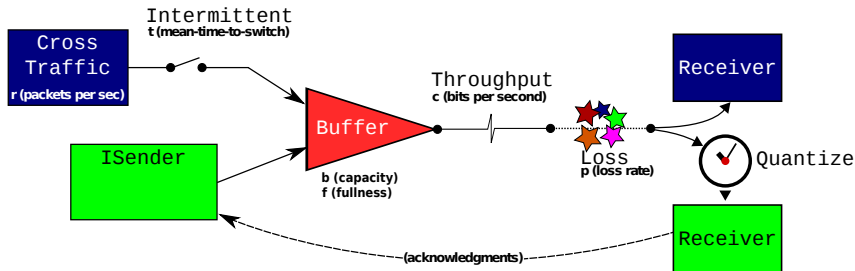 Intermittent
t (mean-time-to-switch)
Cross
Traffic
r (packets per sec)
ISender
Buffer
b (capacity)
f (fullness)
Throughput
c (bits per second)
Loss
p (loss rate)
Receiver
Quantize
Receiver
(acknowledgments)